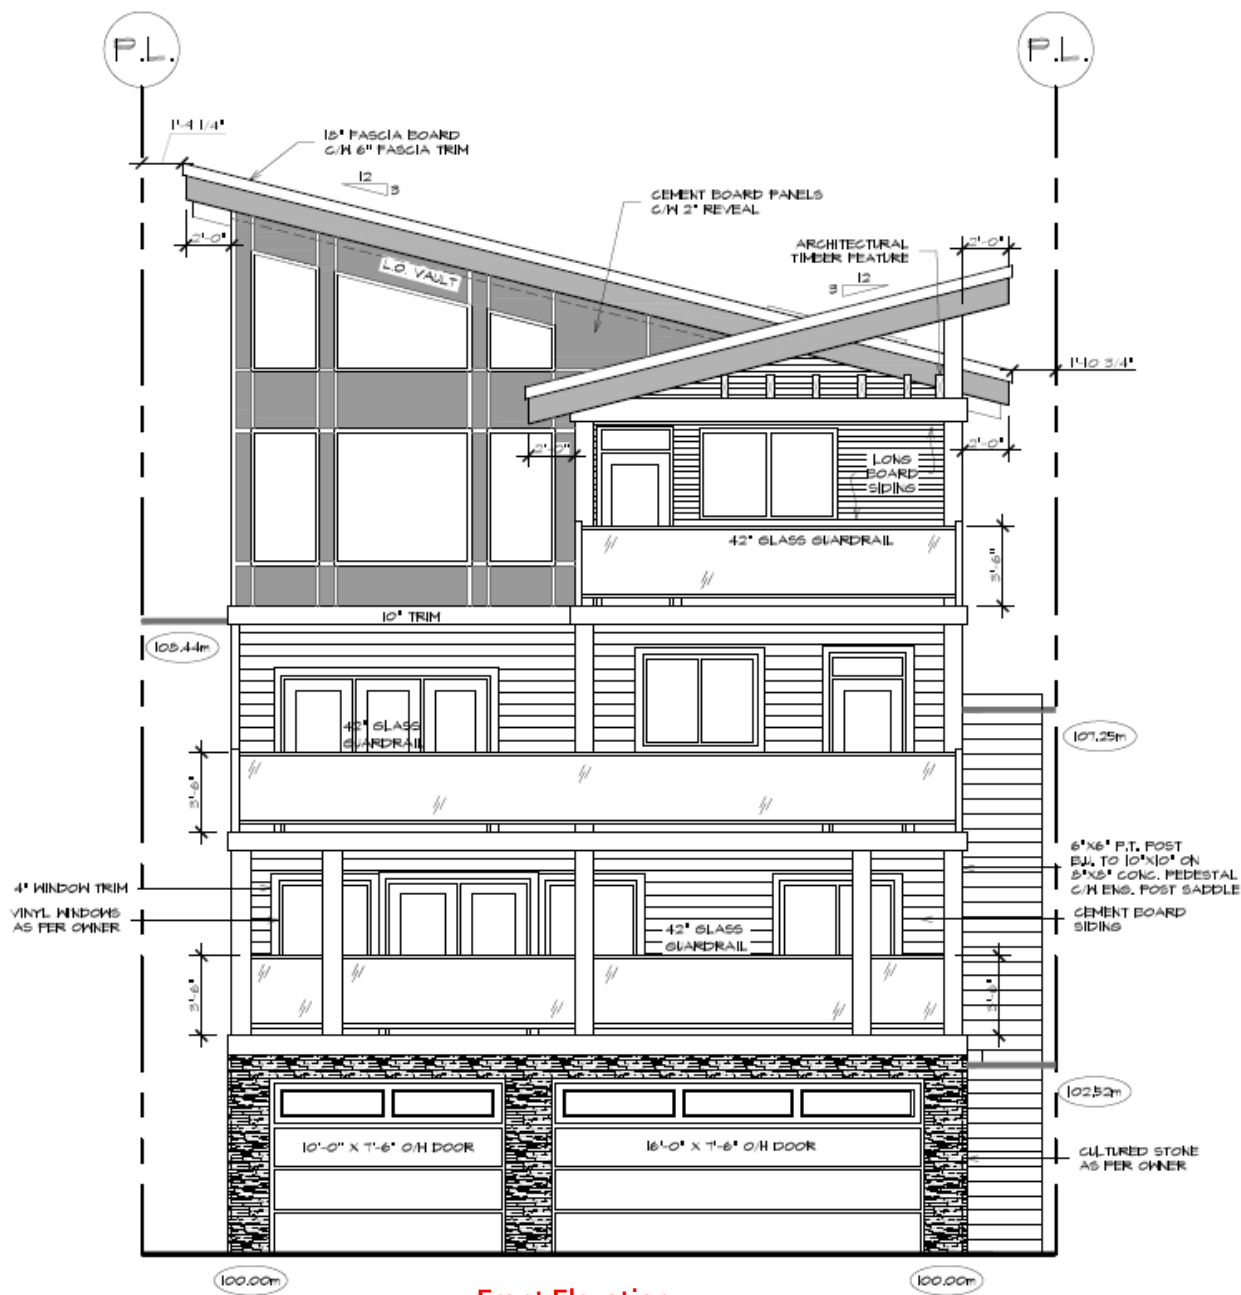 P.L.
P.L.
1'-4 1/4"
18" FASCIA BOARD
C/W 6" FASCIA TRIM
12
3
CEMENT BOARD PANELS
C/W 2" REVEAL
ARCHITECTURAL
TIMBER FEATURE
2'-0"
2'-0"
L.O. VAULT
12
3
1'-10 3/4"
2'-0"
2'-0"
LONG
BOARD
SIDING
42" GLASS GUARDRAIL
3'-6"
10" TRIM
108.44m
42" GLASS
GUARDRAIL
107.25m
3'-6"
6"X6" P.T. POST
B.U. TO 10"X10" ON
8"X8" CONC. PEDESTAL
C/W ENG. POST SADDLE
4" WINDOW TRIM
VINYL WINDOWS
AS PER OWNER
CEMENT BOARD
SIDING
42" GLASS
GUARDRAIL
3'-6"
3'-6"
102.52m
10'-0" X 7'-6" O/H DOOR
16'-0" X 7'-6" O/H DOOR
CULTURED STONE
AS PER OWNER
100.00m
100.00m
Front Elevation